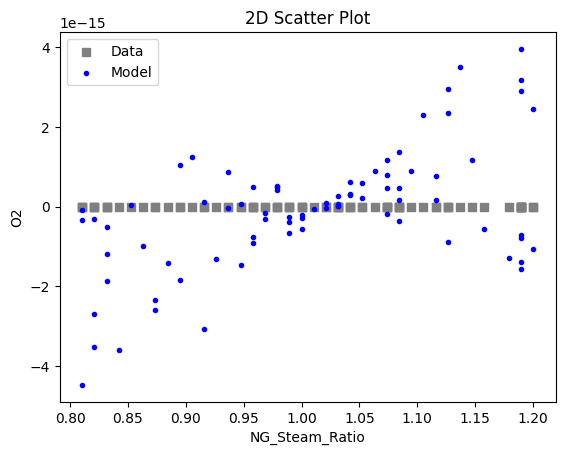 2D Scatter Plot
1e−15
Data
Model
4
2
0
−2
−4
O2
0.80 0.85 0.90 0.95 1.00 1.05 1.10 1.15 1.20
NG_Steam_Ratio